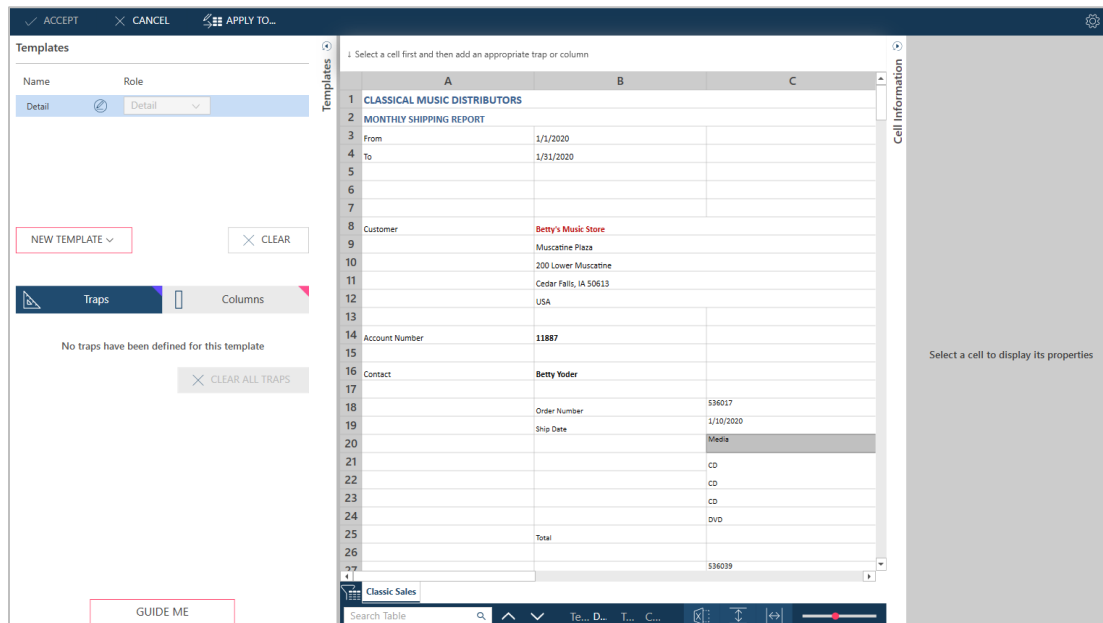 ACCEPT CANCEL APPLY TO...
Templates
Name Role
Detail Detail
NEW TEMPLATE CLEAR
Traps Columns
No traps have been defined for this template
CLEAR ALL TRAPS
GUIDE ME
Templates
↓ Select a cell first and then add an appropriate trap or column
A B C
1 CLASSICAL MUSIC DISTRIBUTORS
2 MONTHLY SHIPPING REPORT
3 From 1/1/2020
4 To 1/31/2020
5
6
7
8 Customer Betty's Music Store
9 Muscatine Plaza
10 200 Lower Muscatine
11 Cedar Falls, IA 50613
12 USA
13
14 Account Number 11887
15
16 Contact Betty Yoder
17
18 Order Number 536017
19 Ship Date 1/10/2020
20 Media
21 CD
22 CD
23 CD
24 DVD
25 Total
26
27 536039
Classic Sales
Search Table Te... D... T... C...
Cell Information
Select a cell to display its properties